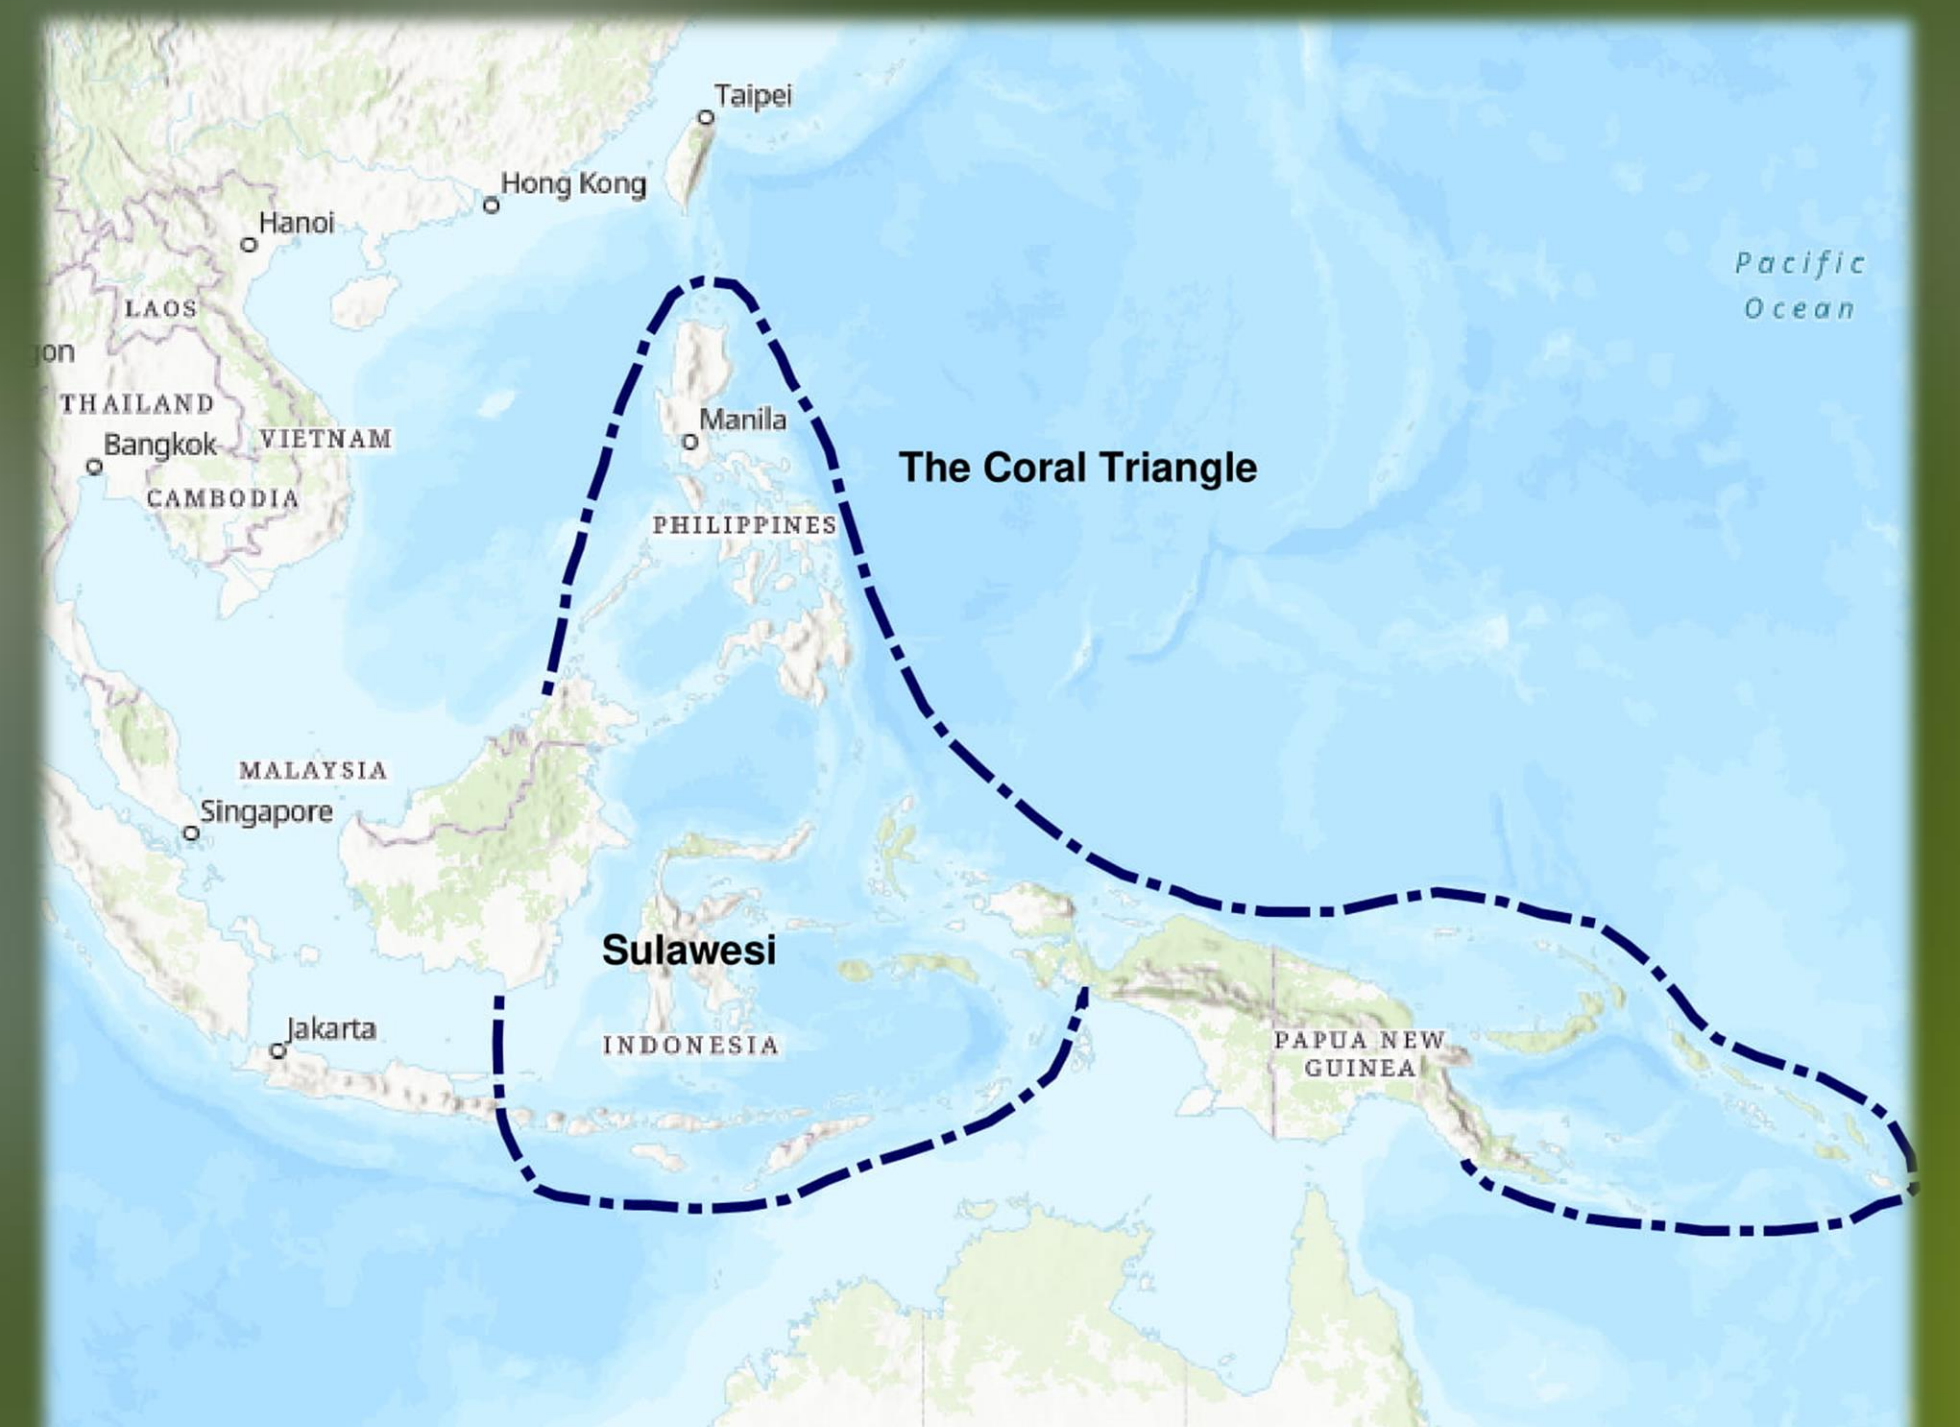 Taipei
Hong Kong
Hanoi
Pacific
Ocean
LAOS
gon
THAILAND
Manila
Bangkok
VIETNAM
The Coral Triangle
CAMBODIA
PHILIPPINES
MALAYSIA
Singapore
Sulawesi
Jakarta
INDONESIA
PAPUA NEW
GUINEA